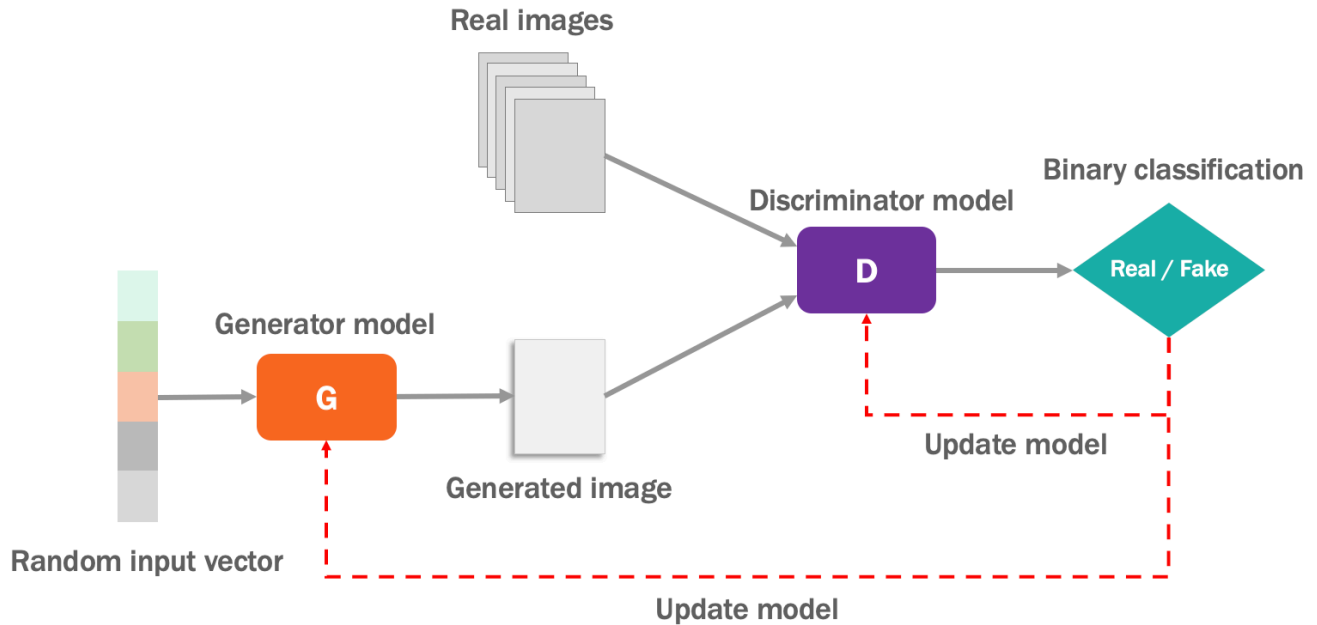 Real images
Binary classification
Discriminator model
D
Real / Fake
Generator model
G
Update model
Generated image
Random input vector
Update model